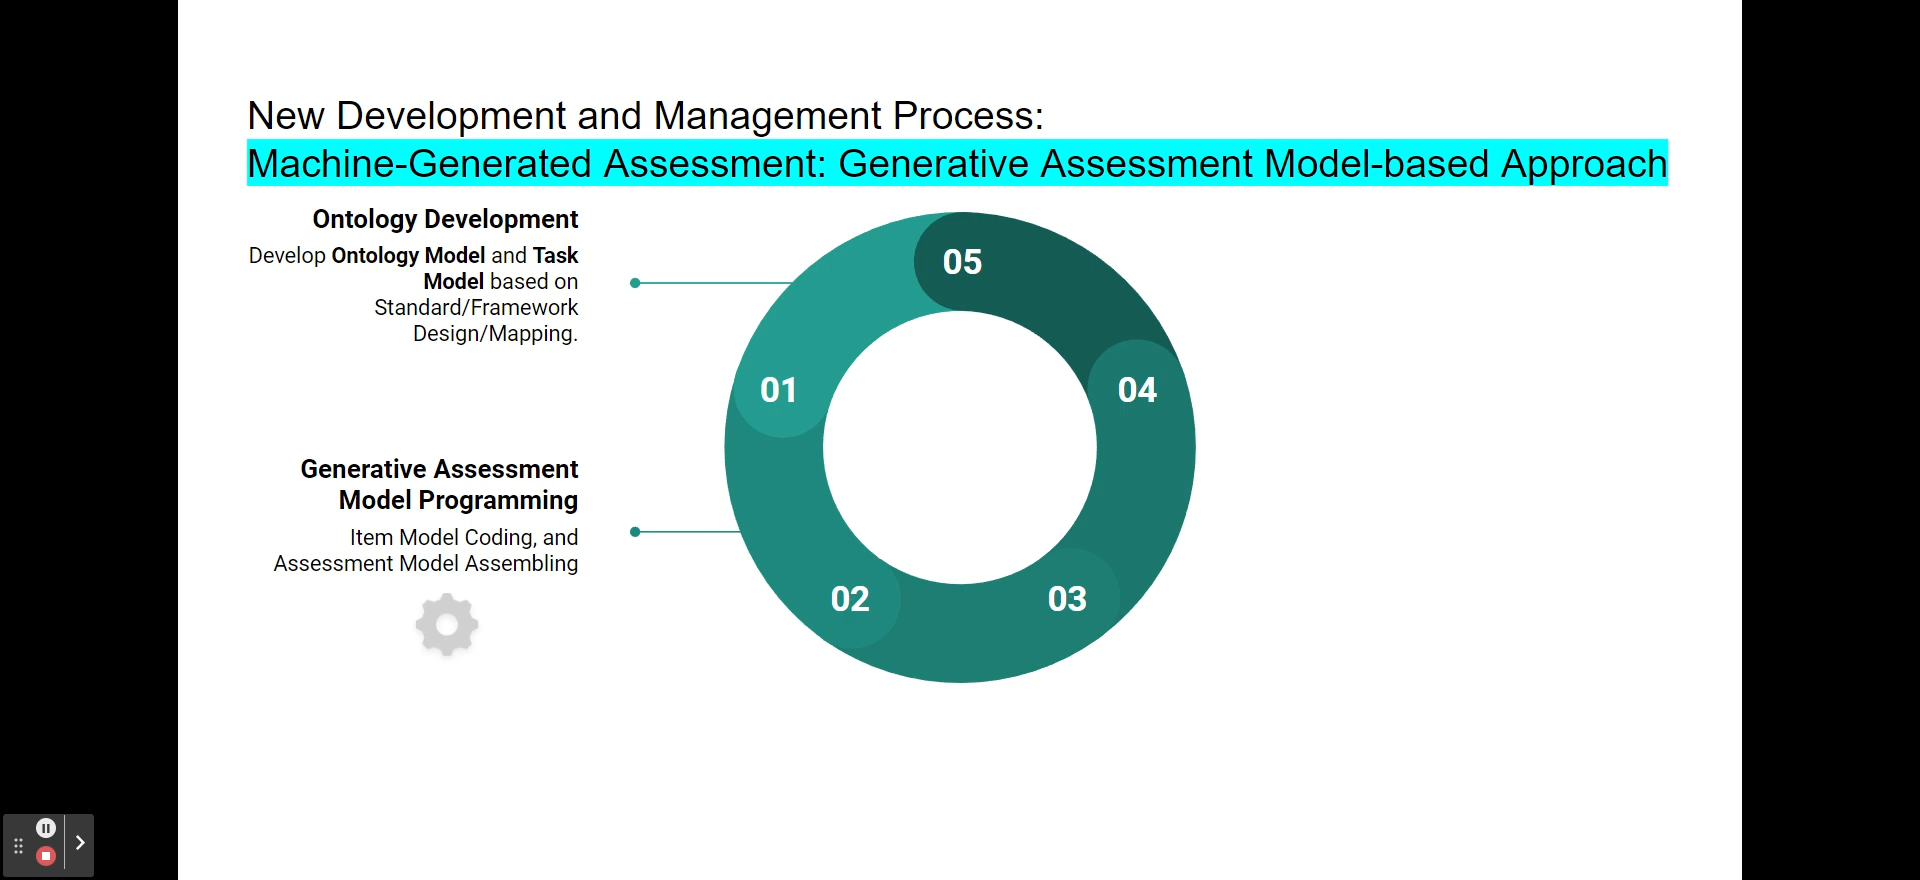 New Development and Management Process:
Machine-Generated Assessment: Generative Assessment Model-based Approach
Ontology Development
Develop Ontology Model and Task
Model based on
Standard/Framework
Design/Mapping.
Generative Assessment
Model Programming
Item Model Coding, and
Assessment Model Assembling
01
02
03
04
05